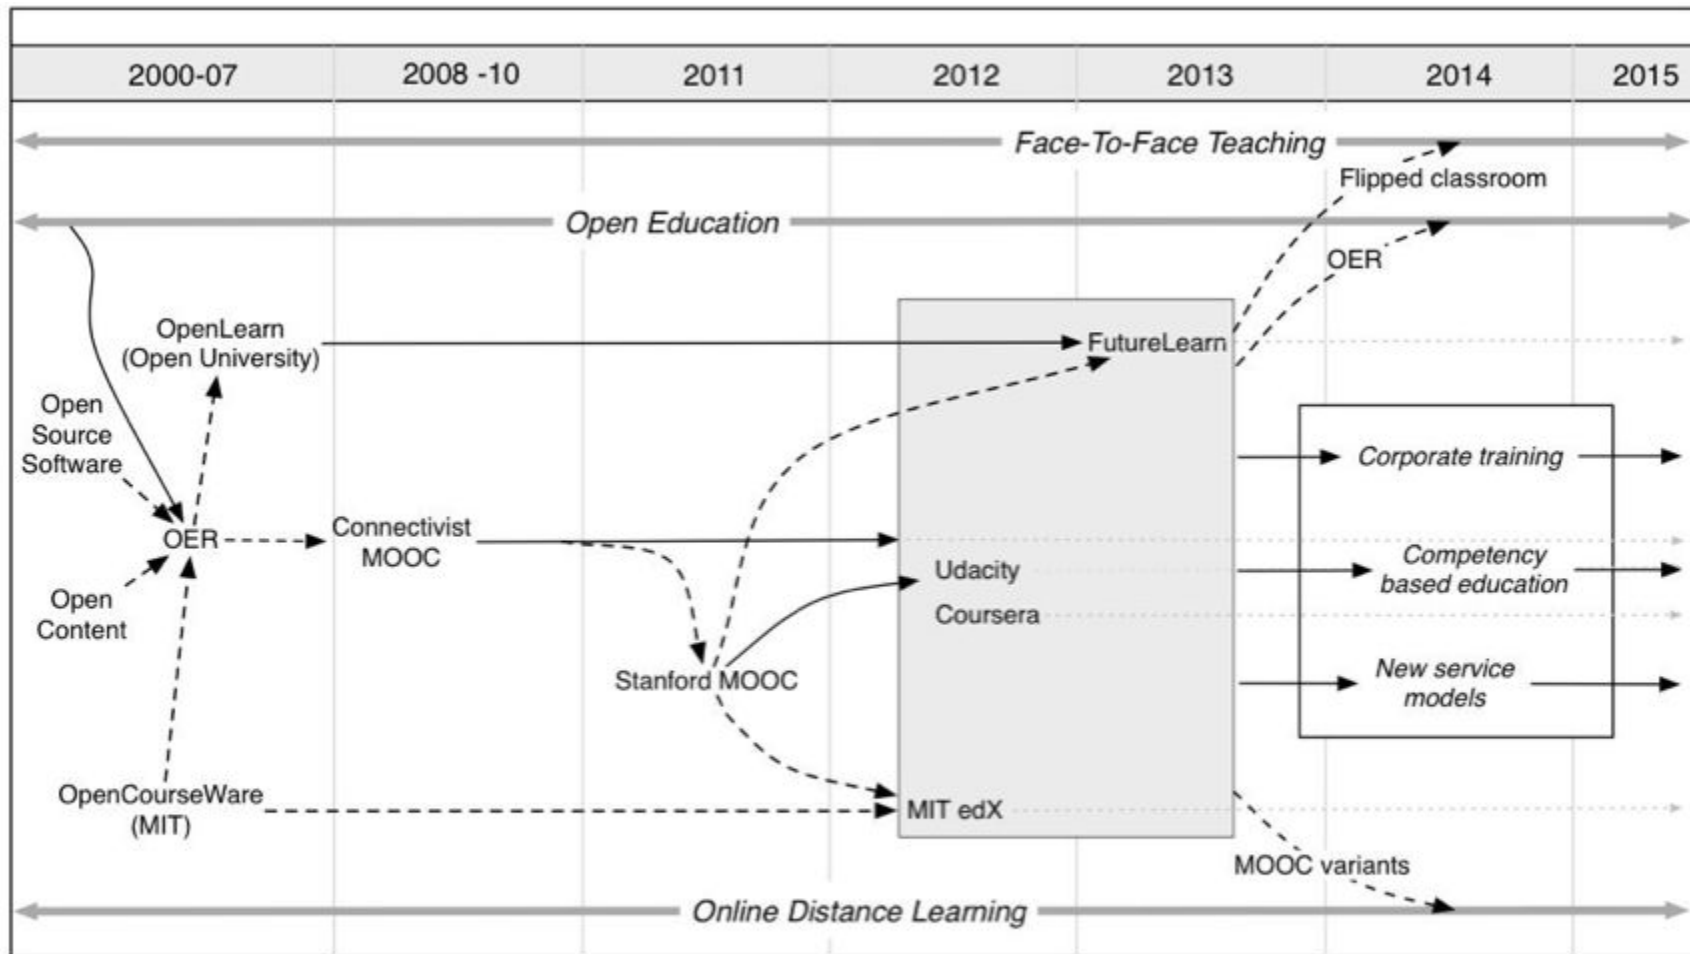 2000-07
2008 -10
2011
2012
2013
2014
2015
Face-To-Face Teaching
Flipped classroom
Open Education
OER
OpenLearn
(Open University)
FutureLearn
Open
Source
Software
Corporate training
OER
Connectivist
MOOC
Udacity
Competency
based education
Open
Content
Coursera
Stanford MOOC
New service
models
OpenCourseWare
(MIT)
MIT edX
MOOC variants
Online Distance Learning